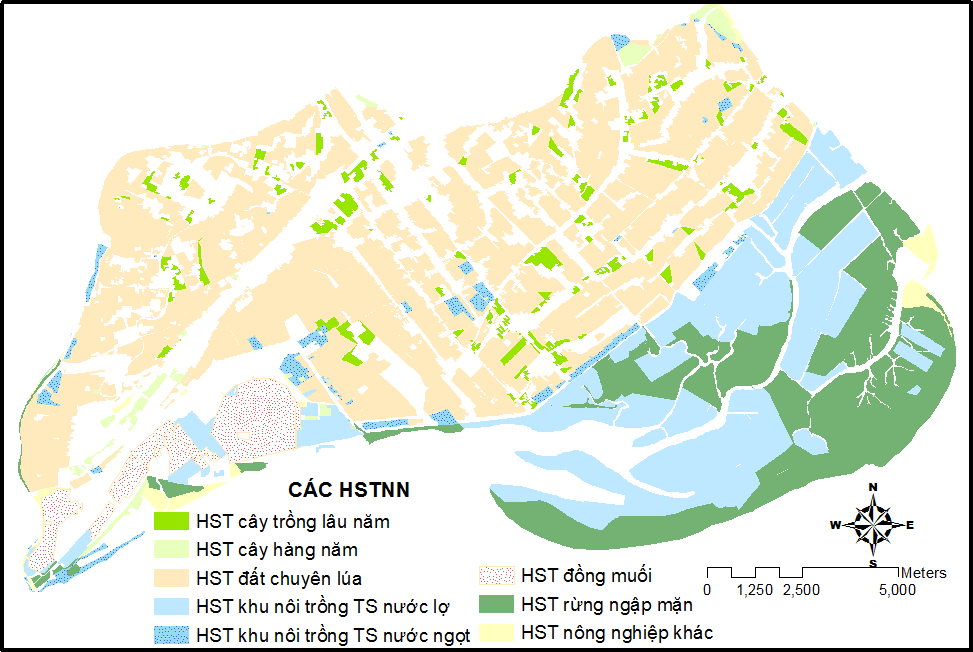 CÁC HSTNN
HST cây trồng lâu năm
HST cây hàng năm
HST đất chuyên lúa
HST khu nôi trồng TS nước lợ
HST khu nôi trồng TS nước ngọt
HST đồng muối
HST rừng ngập mặn
HST nông nghiệp khác
N
W E
S
Meters
0 1,250 2,500 5,000